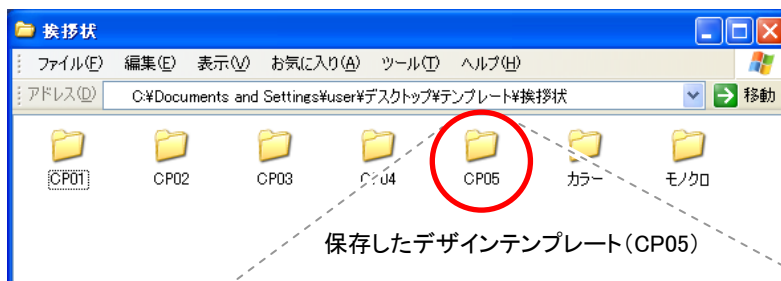 挨拶状
ファイル(F) 編集(E) 表示(V) お気に入り(A) ツール(T) ヘルプ(H)
アドレス(D) C:¥Documents and Settings¥user¥デスクトップ¥テンプレート¥挨拶状 移動
CP01 CP02 CP03 CP04 CP05 カラー モノクロ
保存したデザインテンプレート(CP05)